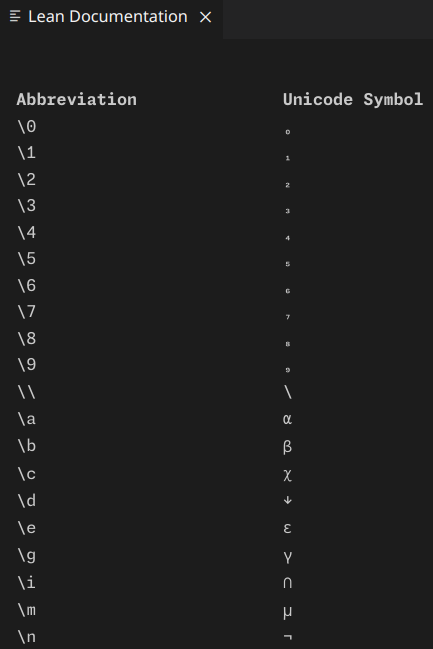 Lean Documentation
Abbreviation Unicode Symbol
\0 ₀
\1 ₁
\2 ₂
\3 ₃
\4 ₄
\5 ₅
\6 ₆
\7 ₇
\8 ₈
\9 ₉
\\ \
\a α
\b β
\c χ
\d ↓
\e ε
\g γ
\i ∩
\m μ
\n ¬